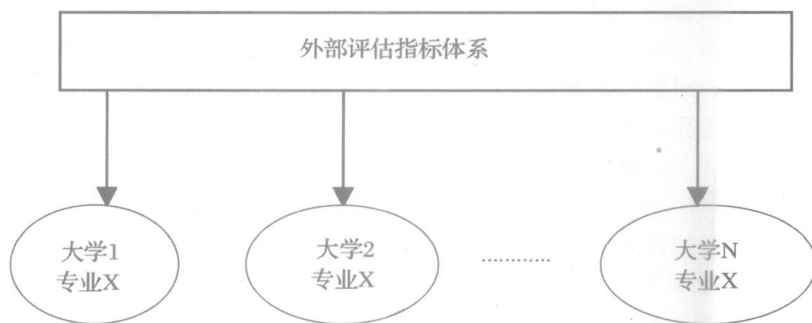 外部评估指标体系
大学1
专业X
大学2
专业X
............
大学N
专业X